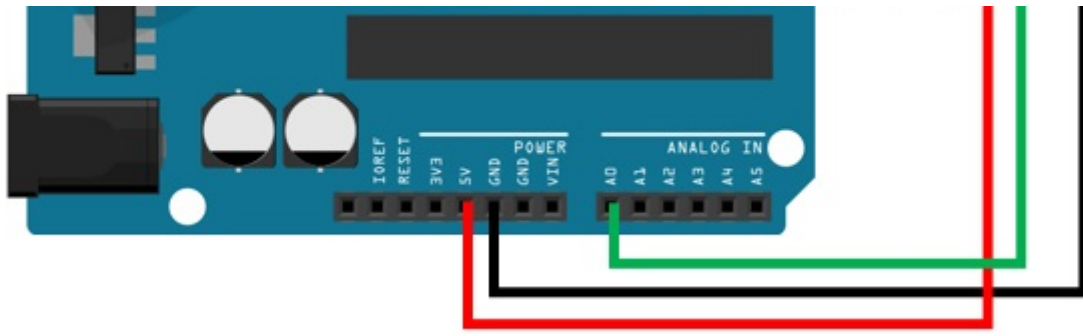 POWER
ANALOG IN
IOREF
RESET
3V3
5V
GND
GND
VIN
A0
A1
A2
A3
A4
A5